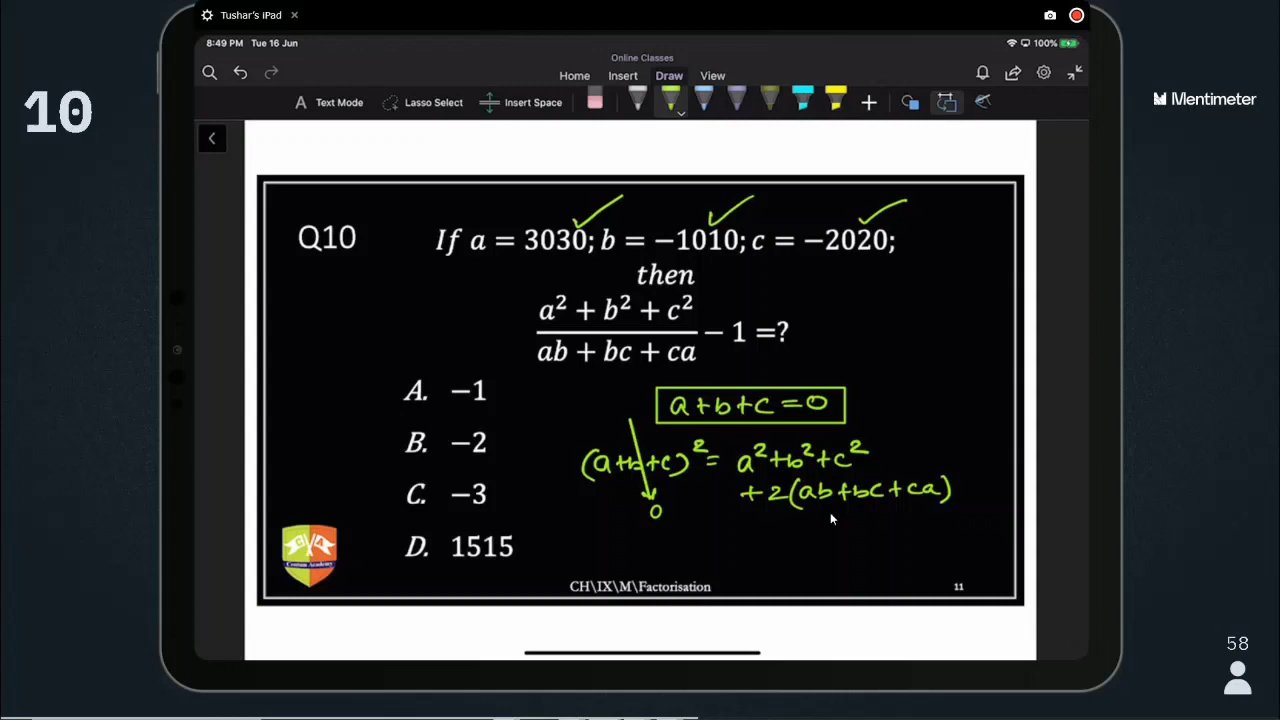 Tushar's iPad ×
8:49 PM Tue 16 Jun
100%
Online Classes
Home Insert Draw View
Text Mode Lasso Select Insert Space
10
Mentimeter
Q10
If a = 3030; b = −1010; c = −2020;
then
a² + b² + c²
ab + bc + ca
− 1 =?
A. −1
B. −2
C. −3
D. 1515
a+b+c = 0
(a+b+c)² = a²+b²+c²
+2(ab+bc+ca)
0
Centum Academy
CH\IX\M\Factorisation
11
58